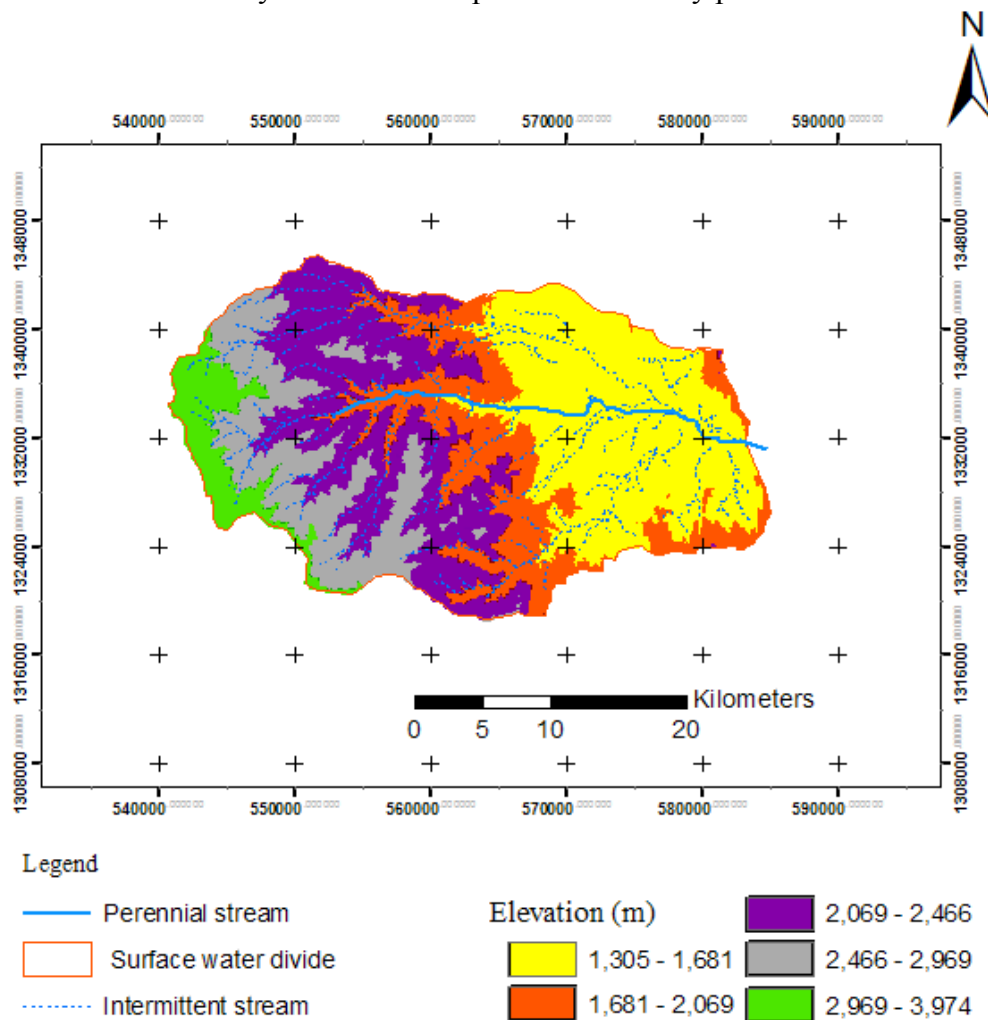 N
540000 550000 560000 570000 580000 590000
1348000 1348000
1340000 1340000
1332000 1332000
1324000 1324000
1316000 1316000
1308000 1308000
Kilometers
0 5 10 20
540000 550000 560000 570000 580000 590000
Legend
Perennial stream
Surface water divide
Intermittent stream
Elevation (m)
1,305 - 1,681
1,681 - 2,069
2,069 - 2,466
2,466 - 2,969
2,969 - 3,974